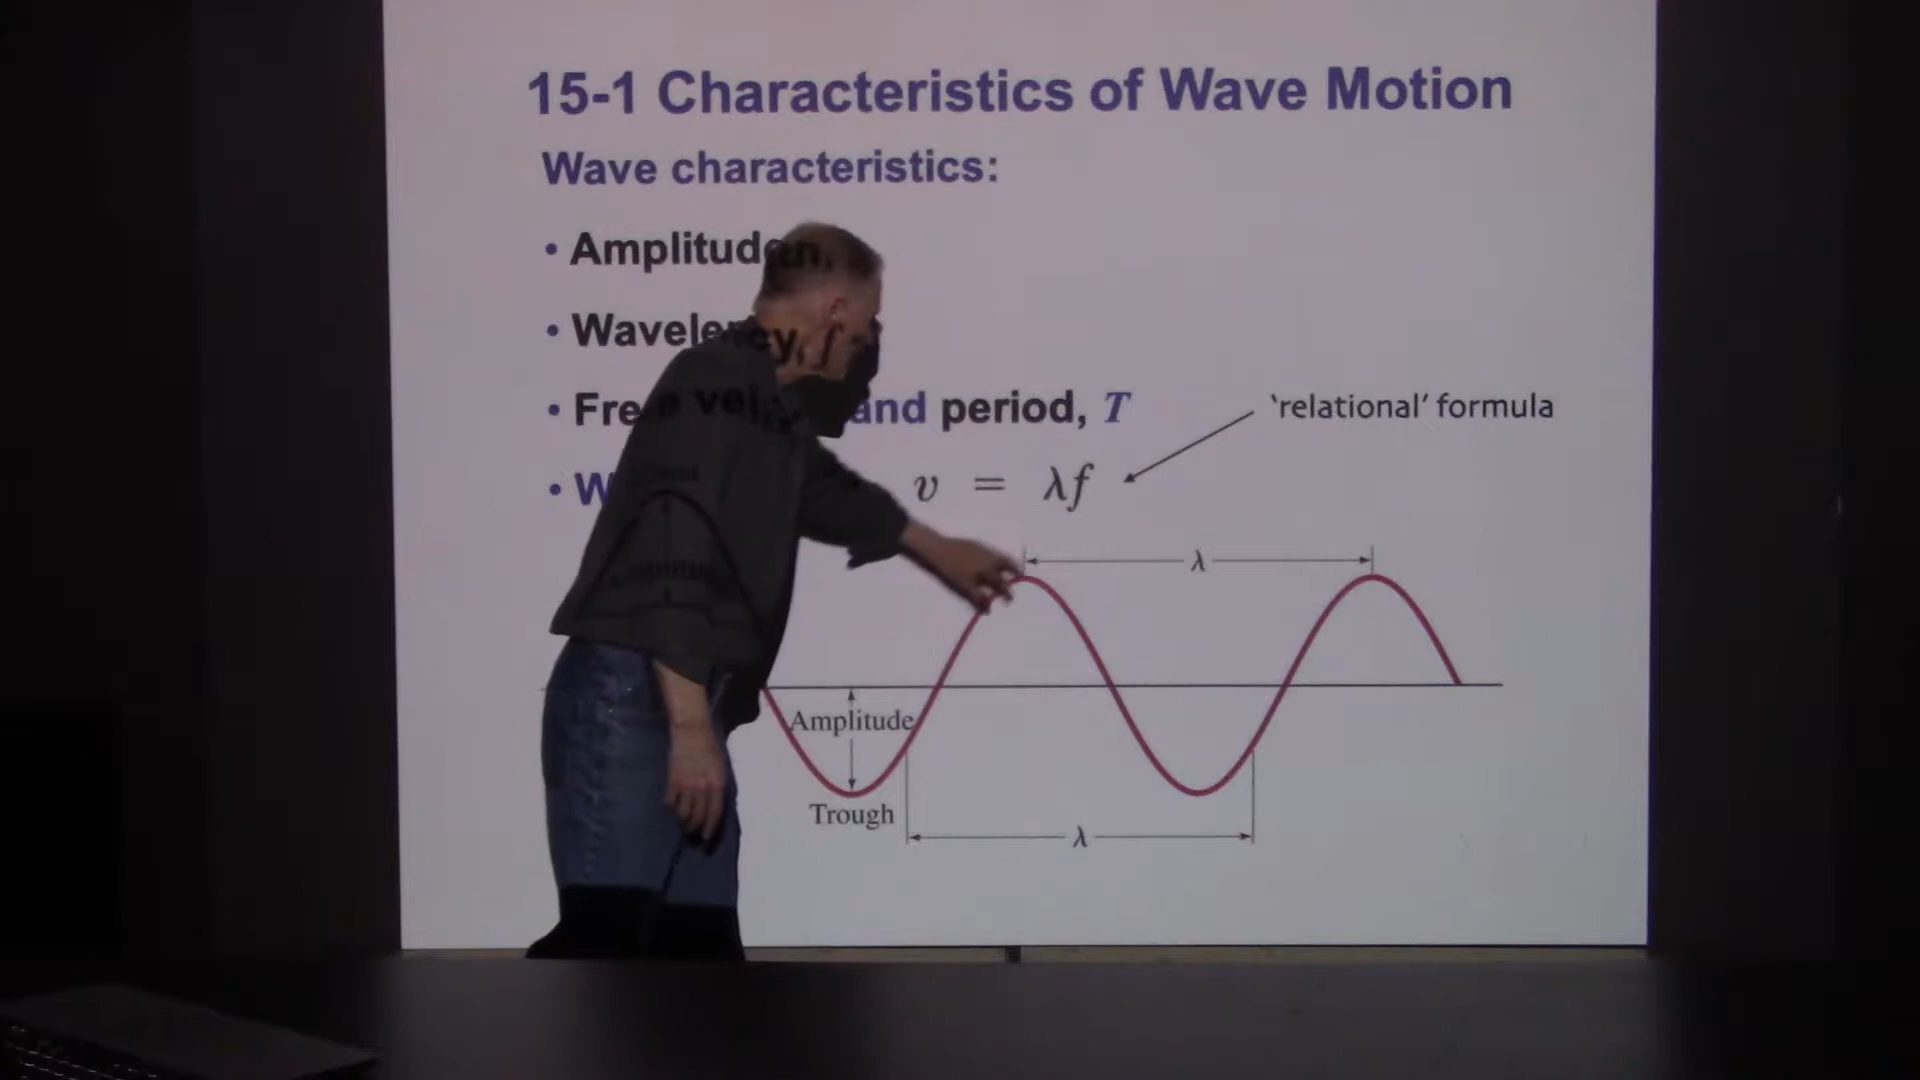 15-1 Characteristics of Wave Motion
Wave characteristics:
• Amplitude
• Wavele
• Fre and period, T
'relational' formula
• W v = λf
λ
Amplitude
Trough
λ